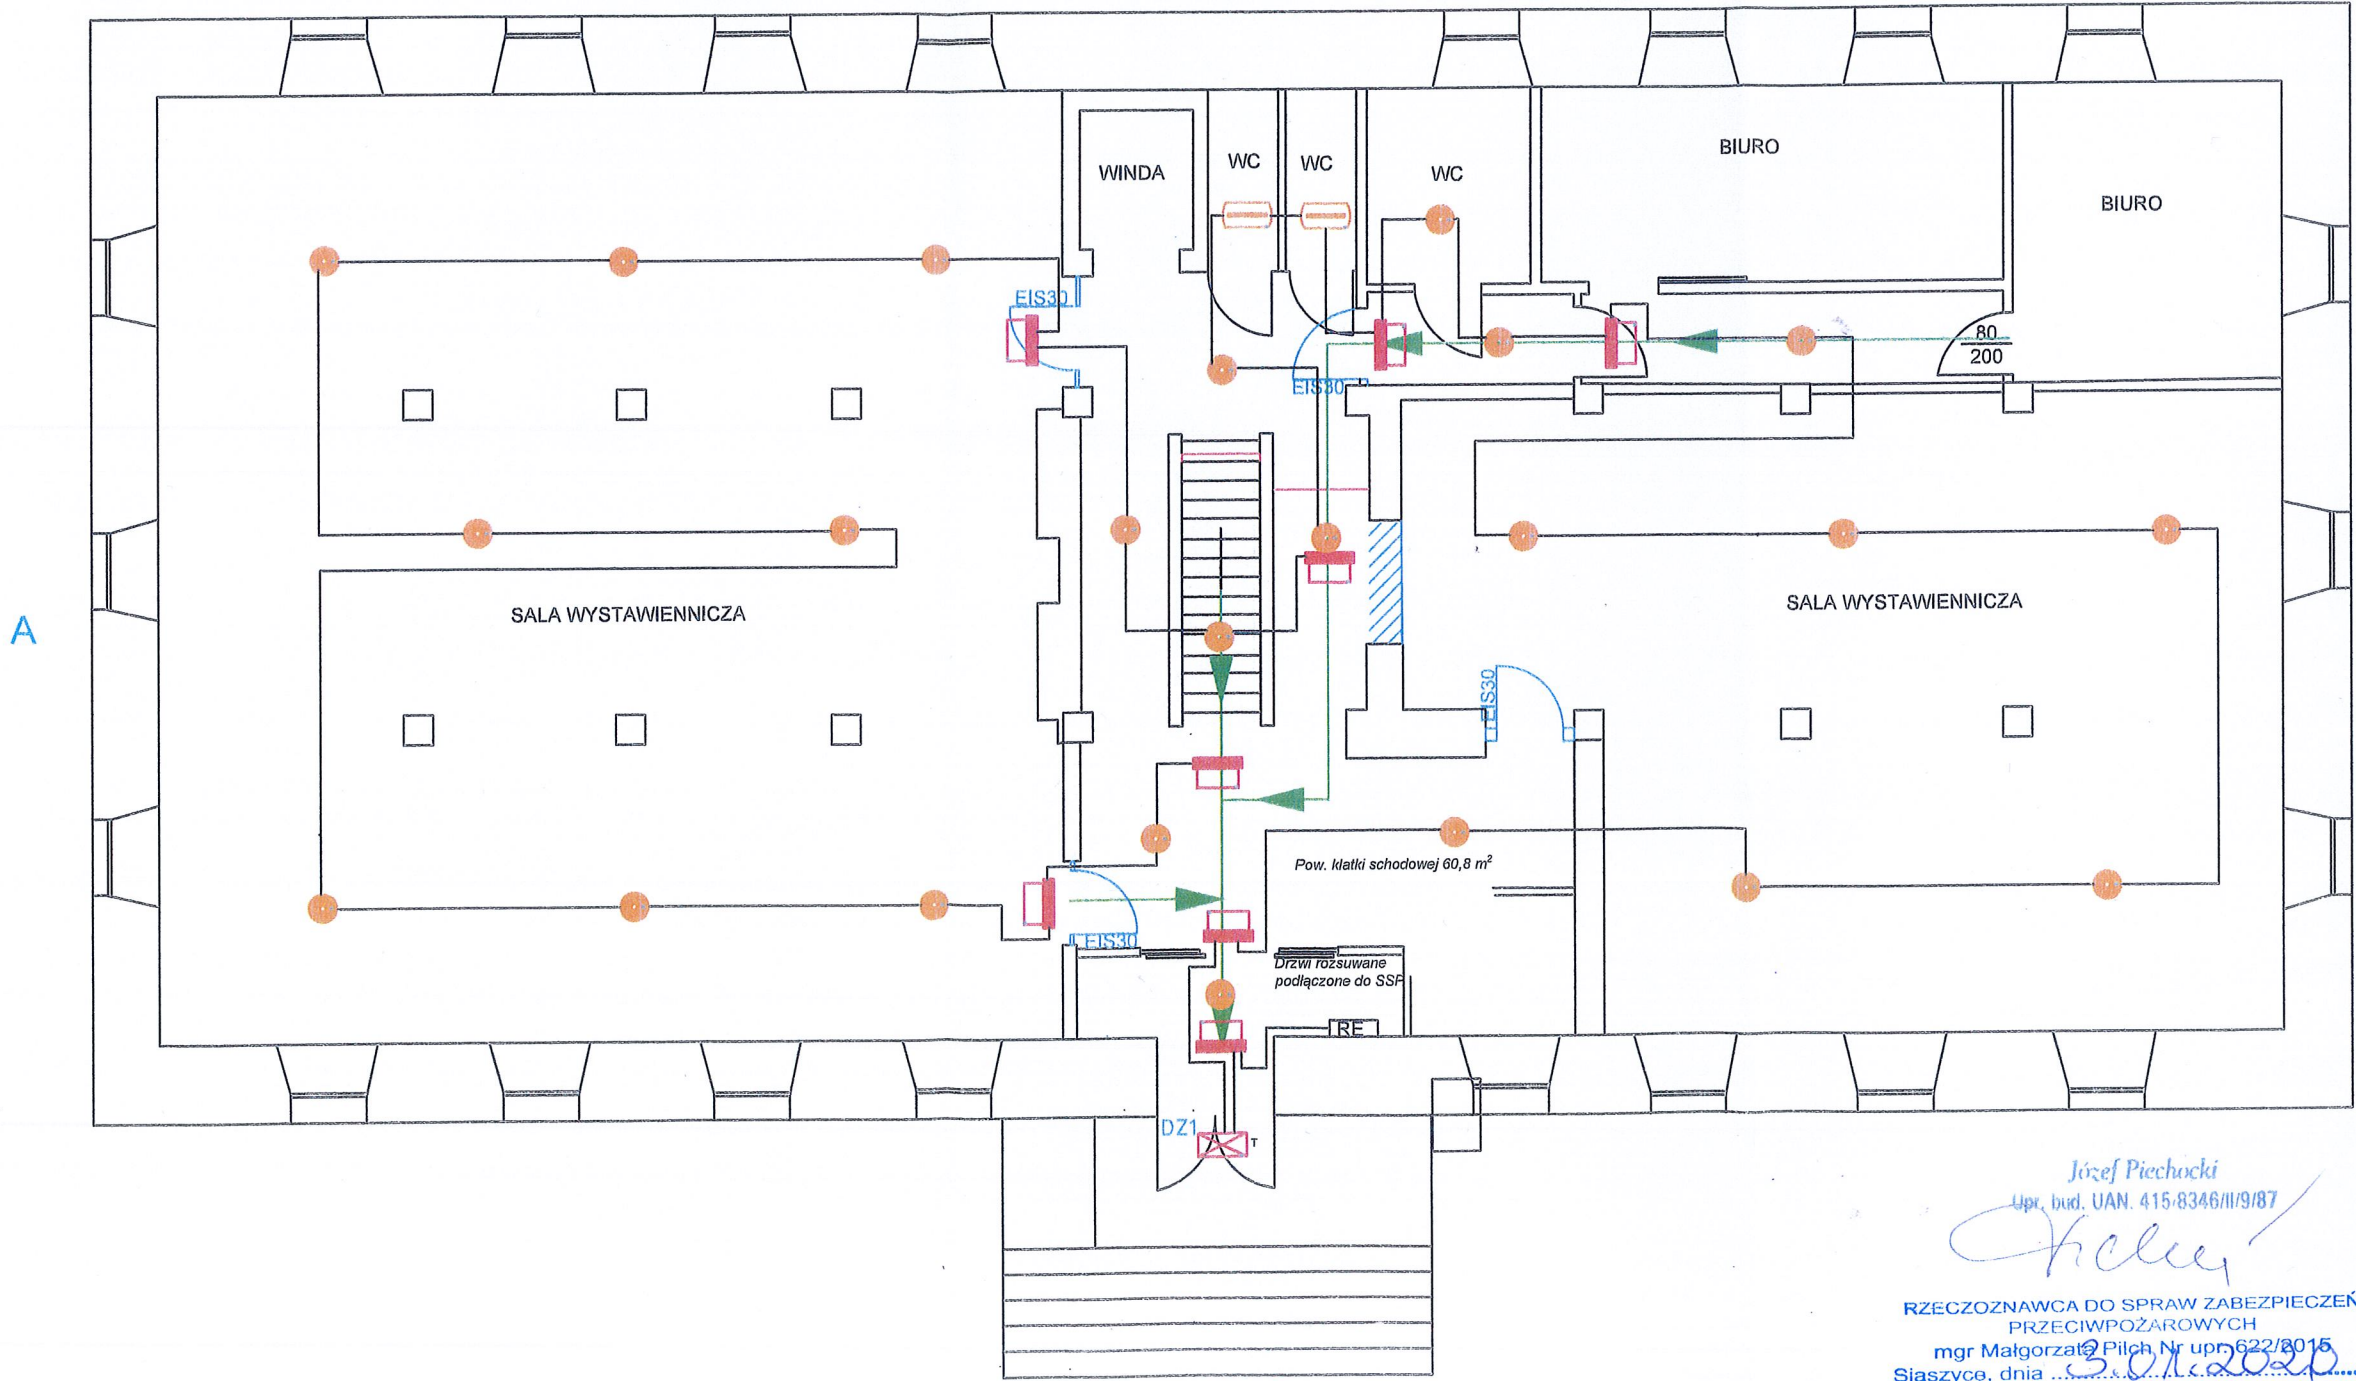 WINDA
WC
WC
WC
BIURO
BIURO
EIS30
EIS30
80
200
A
SALA WYSTAWIENNICZA
SALA WYSTAWIENNICZA
EIS30
Pow. klatki schodowej 60,8 m²
EIS30
Drzwi rozsuwane
podłączone do SSP
RE
DZ1
T
Józef Piechocki
Upr. bud. UAN. 415/8346/II/9/87
RZECZOZNAWCA DO SPRAW ZABEZPIECZEŃ
PRZECIWPOŻAROWYCH
mgr Małgorzata Pilch Nr upr. 622/2015
Siąszyce, dnia 3.01.2020